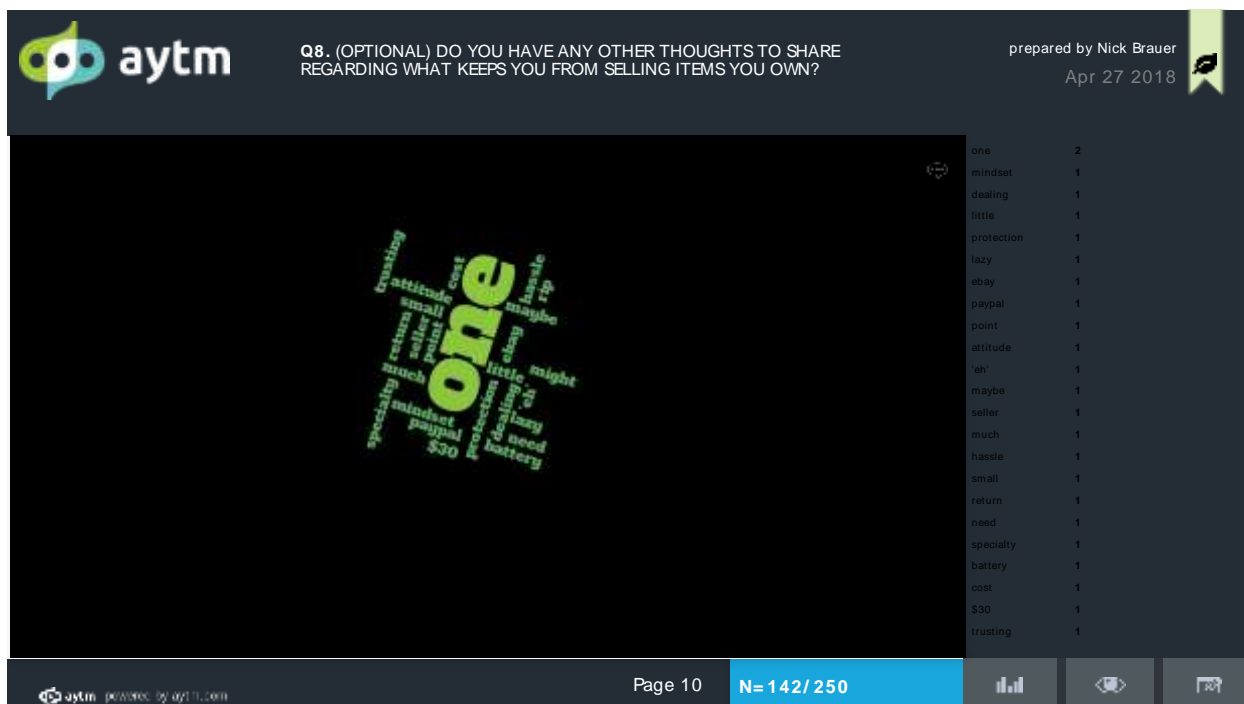 aytm
Q8. (OPTIONAL) DO YOU HAVE ANY OTHER THOUGHTS TO SHARE
REGARDING WHAT KEEPS YOU FROM SELLING ITEMS YOU OWN?
prepared by Nick Brauer
Apr 27 2018
trusting
attitude
cost
one
hassle
rip
maybe
small
return
seller
point
ebay
much
little
might
specialty
mindset
paypal
$30
protection
dealing
'eh'
lazy
need
battery
one 2
mindset 1
dealing 1
little 1
protection 1
lazy 1
ebay 1
paypal 1
point 1
attitude 1
'eh' 1
maybe 1
seller 1
much 1
hassle 1
small 1
return 1
need 1
specialty 1
battery 1
cost 1
$30 1
trusting 1
aytm powered by aytm.com
Page 10
N=142/250